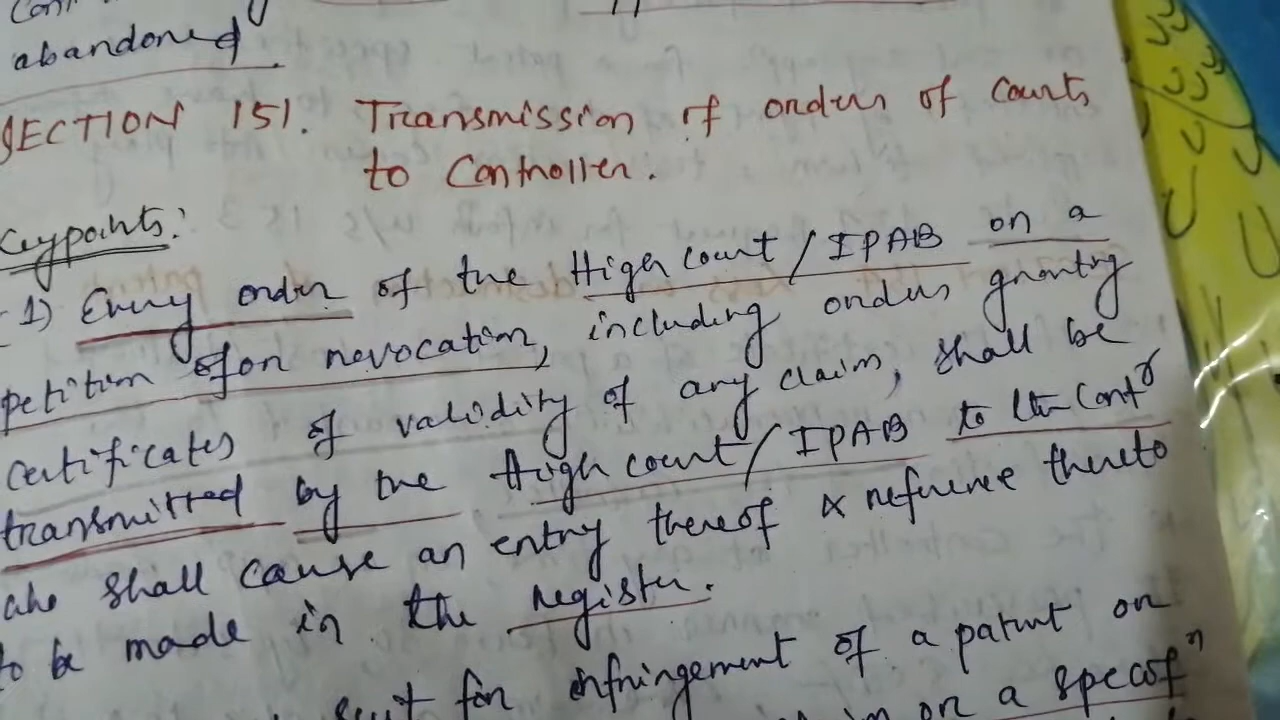 abandoned
SECTION 151. Transmission of orders of Courts
to Controller.
Keypoints:
1) Every order of the High court / IPAB on a
petition for revocation, including orders granting
certificates of validity of any claim, shall be
transmitted by the High court / IPAB to the Contr
who shall cause an entry thereof & reference thereto
to be made in the register.
suit for infringement of a patent or
on a specifn